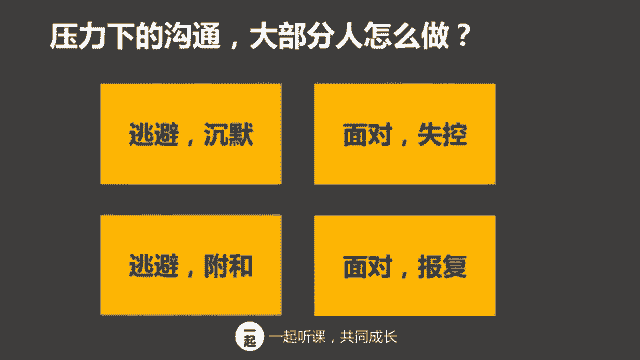 压力下的沟通，大部分人怎么做？
逃避，沉默
面对，失控
逃避，附和
面对，报复
一起
一起听课，共同成长